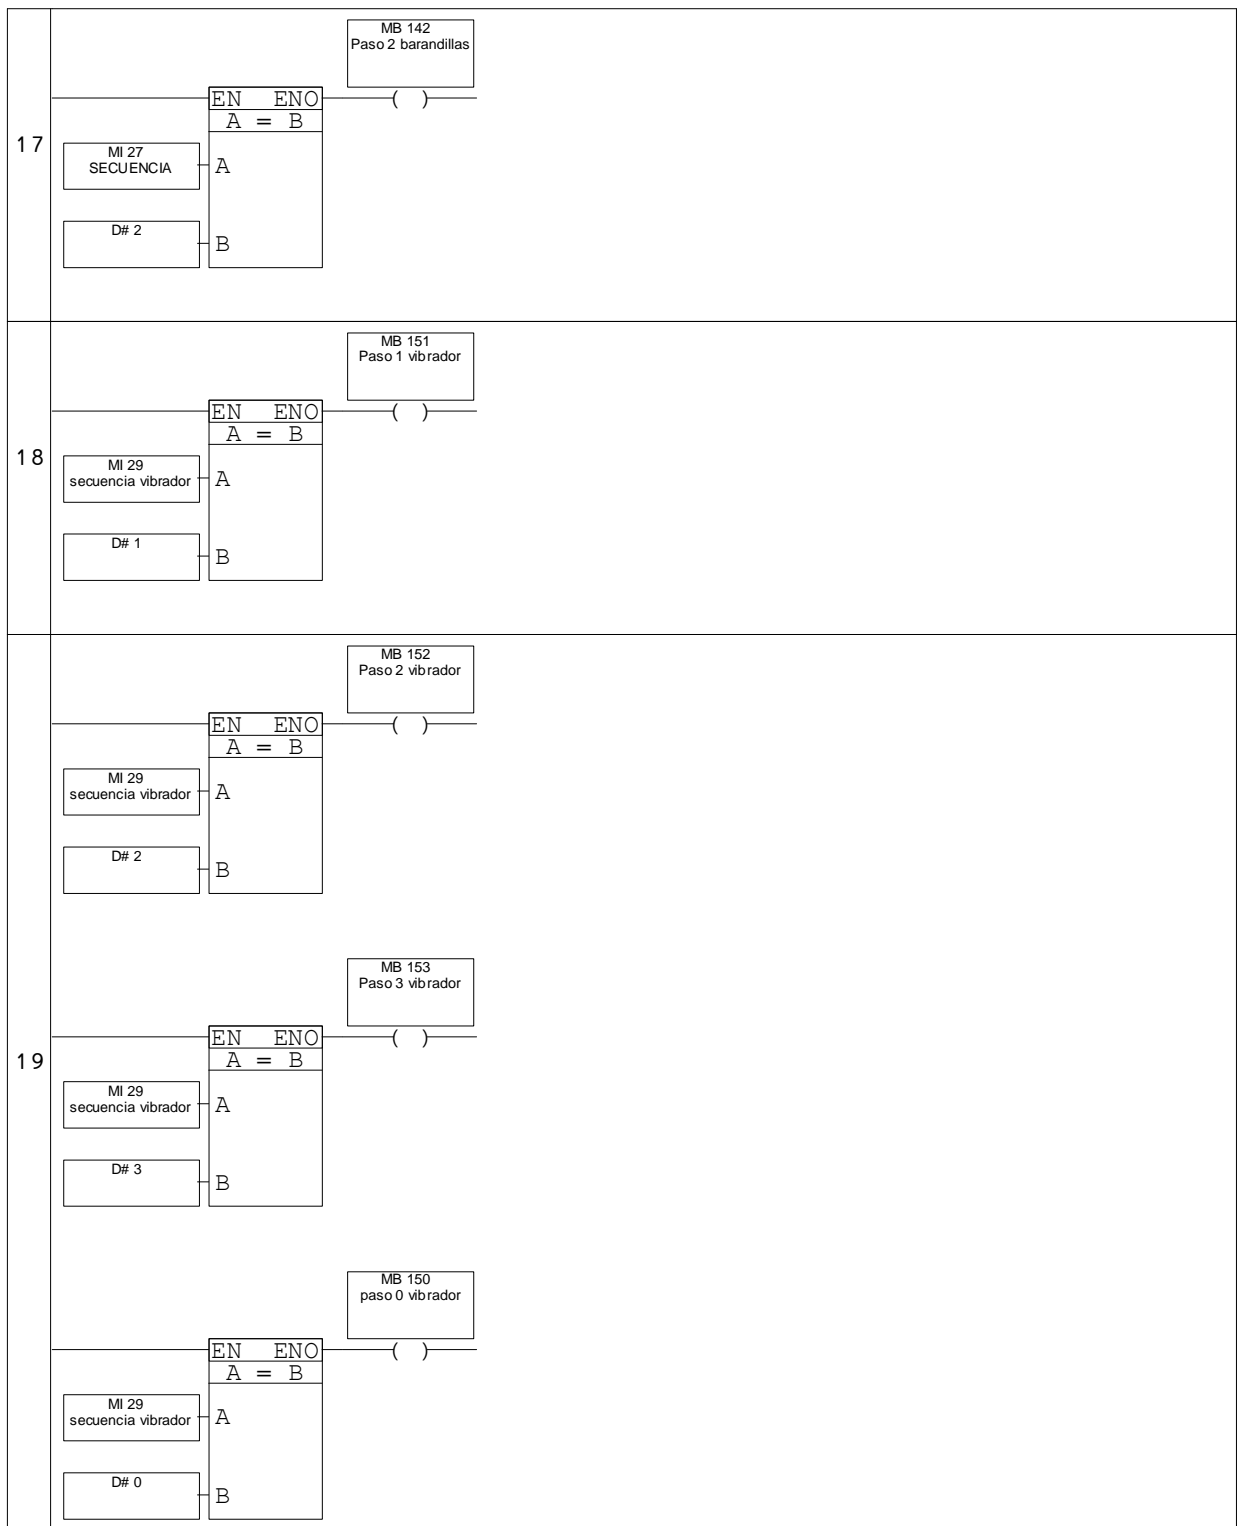 MB 142
Paso 2 barandillas
EN ENO
( )
A = B
17
MI 27
SECUENCIA
A
D# 2
B
MB 151
Paso 1 vibrador
EN ENO
( )
A = B
18
MI 29
secuencia vibrador
A
D# 1
B
MB 152
Paso 2 vibrador
EN ENO
( )
A = B
MI 29
secuencia vibrador
A
D# 2
B
MB 153
Paso 3 vibrador
EN ENO
( )
A = B
19
MI 29
secuencia vibrador
A
D# 3
B
MB 150
paso 0 vibrador
EN ENO
( )
A = B
MI 29
secuencia vibrador
A
D# 0
B